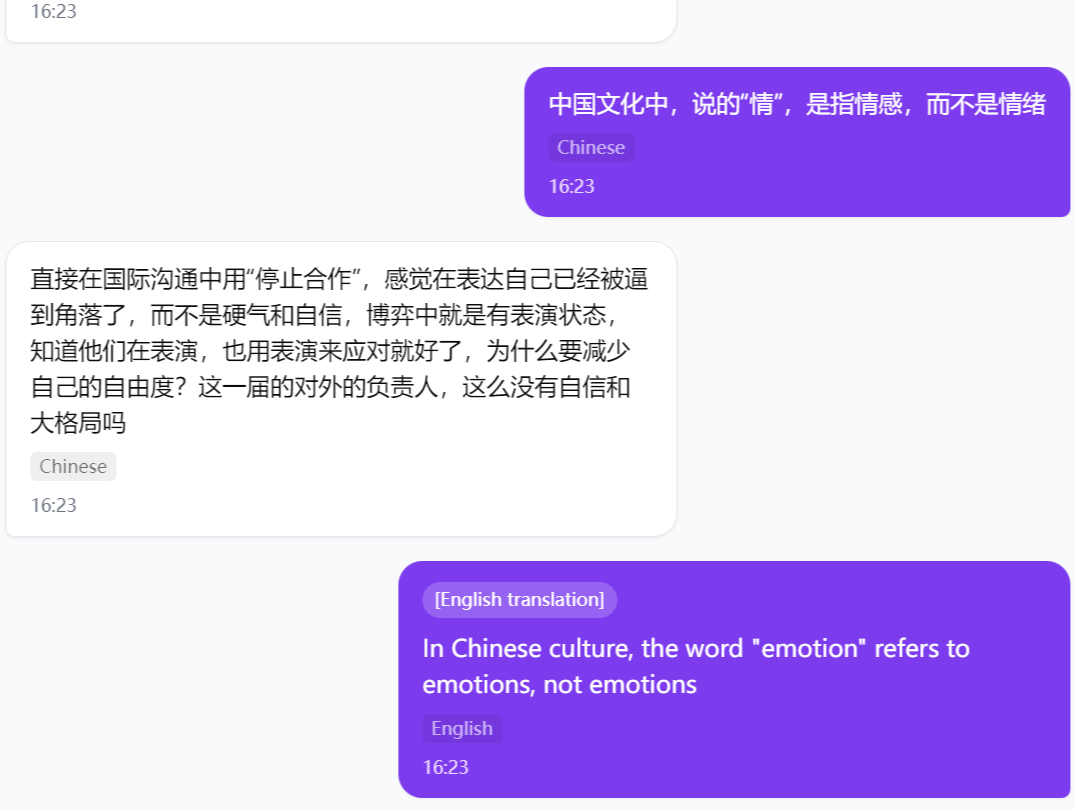 16:23
中国文化中，说的“情”，是指情感，而不是情绪
Chinese
16:23
直接在国际沟通中用“停止合作”，感觉在表达自己已经被逼
到角落了，而不是硬气和自信，博弈中就是有表演状态，
知道他们在表演，也用表演来应对就好了，为什么要减少
自己的自由度？这一届的对外的负责人，这么没有自信和
大格局吗
Chinese
16:23
[English translation]
In Chinese culture, the word "emotion" refers to
emotions, not emotions
English
16:23